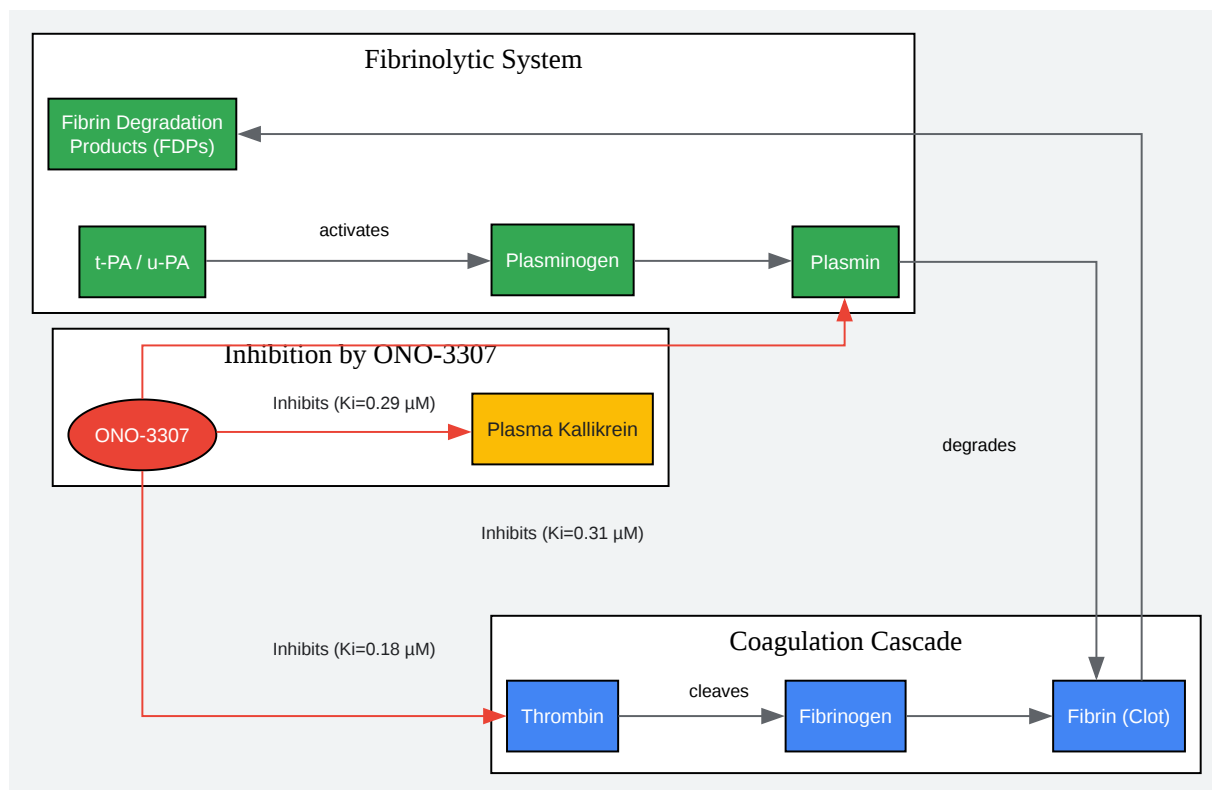 Fibrinolytic System
Fibrin Degradation
Products (FDPs)
activates
t-PA / u-PA
Plasminogen
Plasmin
Inhibition by ONO-3307
Inhibits (Ki=0.29 µM)
ONO-3307
Plasma Kallikrein
degrades
Inhibits (Ki=0.31 µM)
Inhibits (Ki=0.18 µM)
Coagulation Cascade
cleaves
Thrombin
Fibrinogen
Fibrin (Clot)